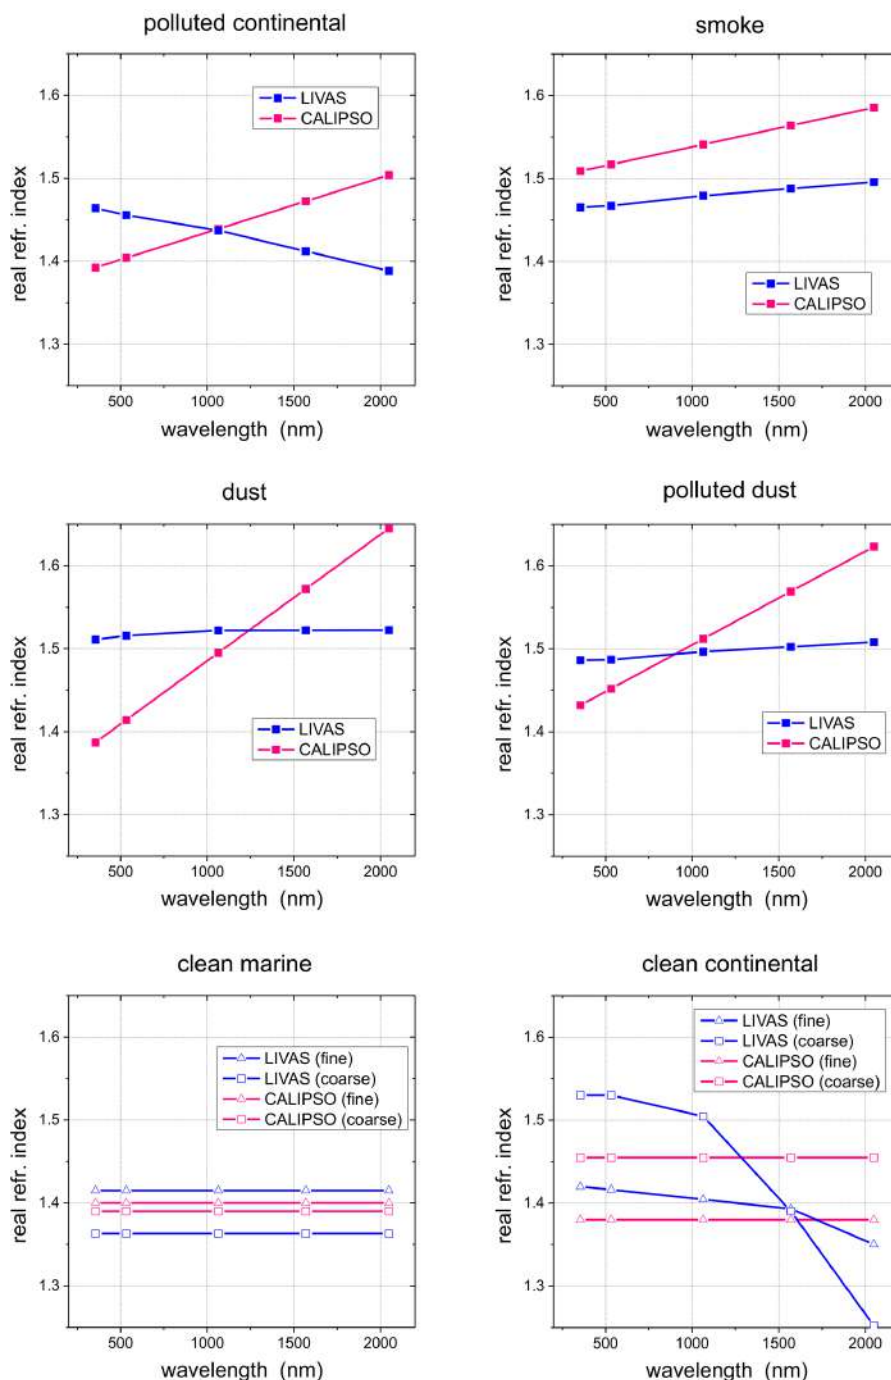 polluted continental
real refr. index
1.6
1.5
1.4
1.3
LIVAS
CALIPSO
500 1000 1500 2000
wavelength (nm)
smoke
real refr. index
1.6
1.5
1.4
1.3
LIVAS
CALIPSO
500 1000 1500 2000
wavelength (nm)
dust
real refr. index
1.6
1.5
1.4
1.3
LIVAS
CALIPSO
500 1000 1500 2000
wavelength (nm)
polluted dust
real refr. index
1.6
1.5
1.4
1.3
LIVAS
CALIPSO
500 1000 1500 2000
wavelength (nm)
clean marine
real refr. index
1.6
1.5
1.4
1.3
LIVAS (fine)
LIVAS (coarse)
CALIPSO (fine)
CALIPSO (coarse)
500 1000 1500 2000
wavelength (nm)
clean continental
real refr. index
1.6
1.5
1.4
1.3
LIVAS (fine)
LIVAS (coarse)
CALIPSO (fine)
CALIPSO (coarse)
500 1000 1500 2000
wavelength (nm)